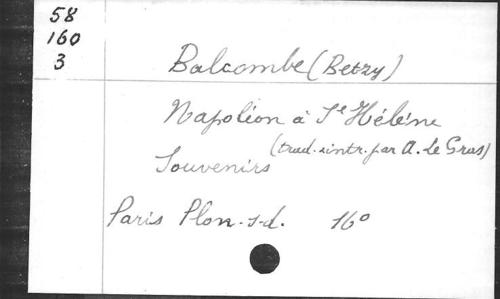 58
160
3
Balcombe (Betzy)
Napoléon à Ste Hélène
(trad. & intr. par A. Le Gras)
Souvenirs
Paris Plon. s.d. 16°